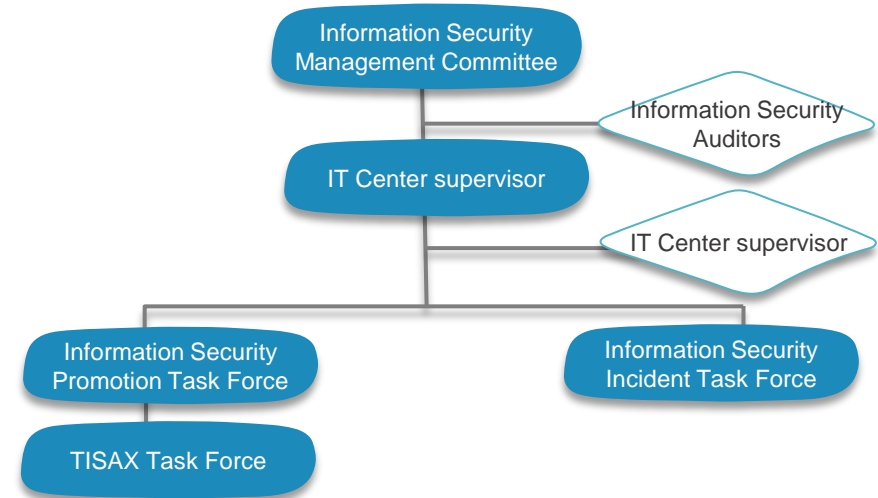 Information Security
Management Committee
Information Security
Auditors
IT Center supervisor
IT Center supervisor
Information Security
Promotion Task Force
Information Security
Incident Task Force
TISAX Task Force